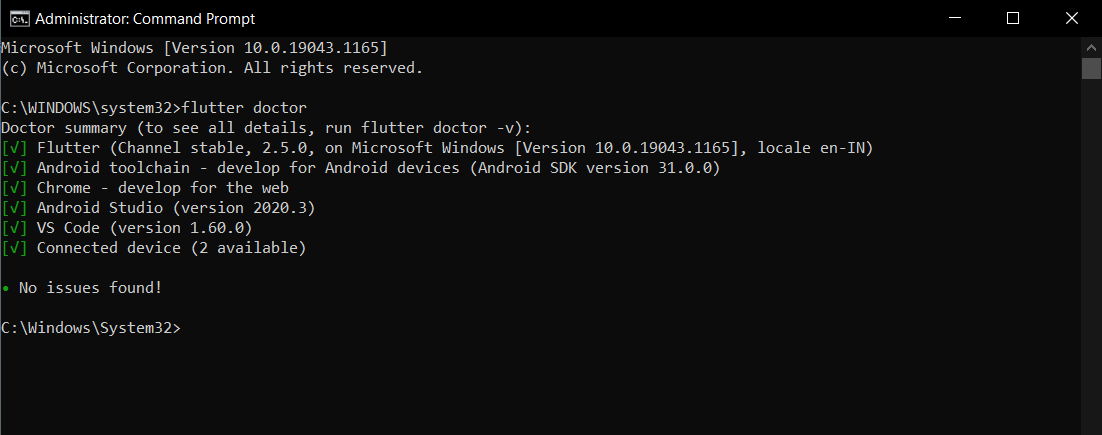 Administrator: Command Prompt
Microsoft Windows [Version 10.0.19043.1165]
(c) Microsoft Corporation. All rights reserved.
C:\WINDOWS\system32>flutter doctor
Doctor summary (to see all details, run flutter doctor -v):
[√] Flutter (Channel stable, 2.5.0, on Microsoft Windows [Version 10.0.19043.1165], locale en-IN)
[√] Android toolchain - develop for Android devices (Android SDK version 31.0.0)
[√] Chrome - develop for the web
[√] Android Studio (version 2020.3)
[√] VS Code (version 1.60.0)
[√] Connected device (2 available)
• No issues found!
C:\Windows\System32>